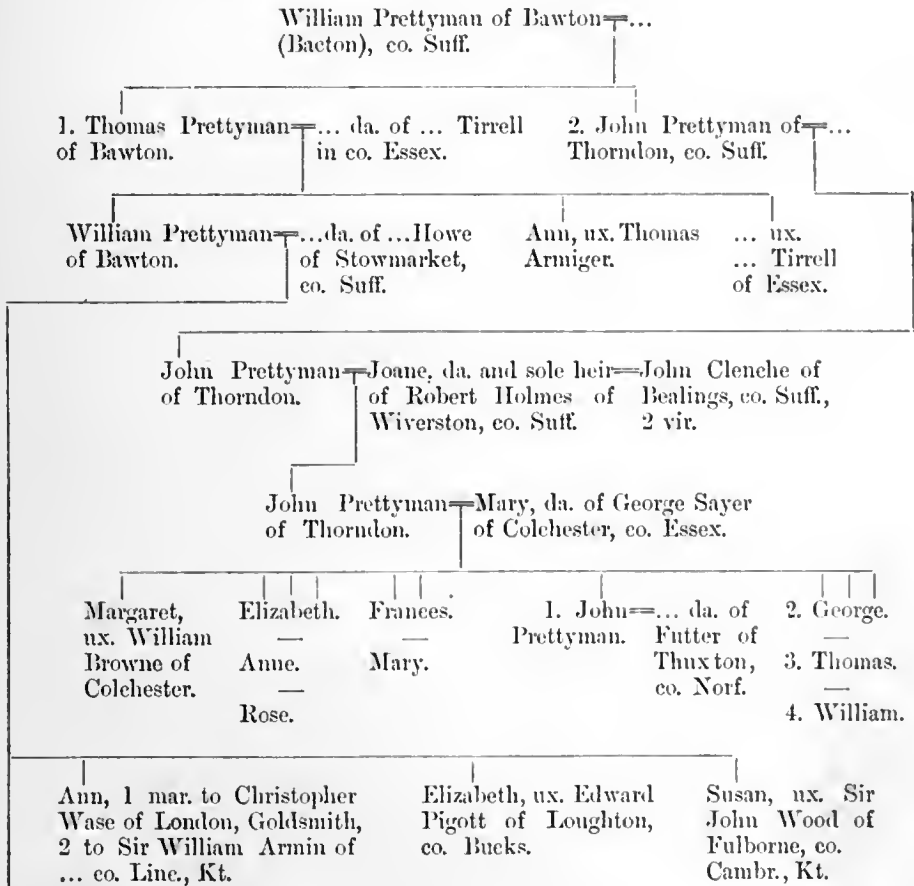 William Prettyman of Bawton=...
(Bacton), co. Suff.
1. Thomas Prettyman=... da. of ... Tirrell
of Bawton. in co. Essex.
2. John Prettyman of=...
Thorndon, co. Suff.
William Prettyman=...da. of ...Howe
of Bawton. of Stowmarket,
co. Suff.
Ann, ux. Thomas
Armiger.
... ux.
... Tirrell
of Essex.
John Prettyman=Joane, da. and sole heir=John Clenche of
of Thorndon. of Robert Holmes of Bealings, co. Suff.,
Wiverston, co. Suff. 2 vir.
John Prettyman=Mary, da. of George Sayer
of Thorndon. of Colchester, co. Essex.
Margaret,
ux. William
Browne of
Colchester.
Elizabeth.
—
Anne.
—
Rose.
Frances.
—
Mary.
1. John=... da. of
Prettyman. Futter of
Thuxton,
co. Norf.
2. George.
—
3. Thomas.
—
4. William.
Ann, 1 mar. to Christopher
Wase of London, Goldsmith,
2 to Sir William Armin of
... co. Linc., Kt.
Elizabeth, ux. Edward
Pigott of Loughton,
co. Bucks.
Susan, ux. Sir
John Wood of
Fulborne, co.
Cambr., Kt.